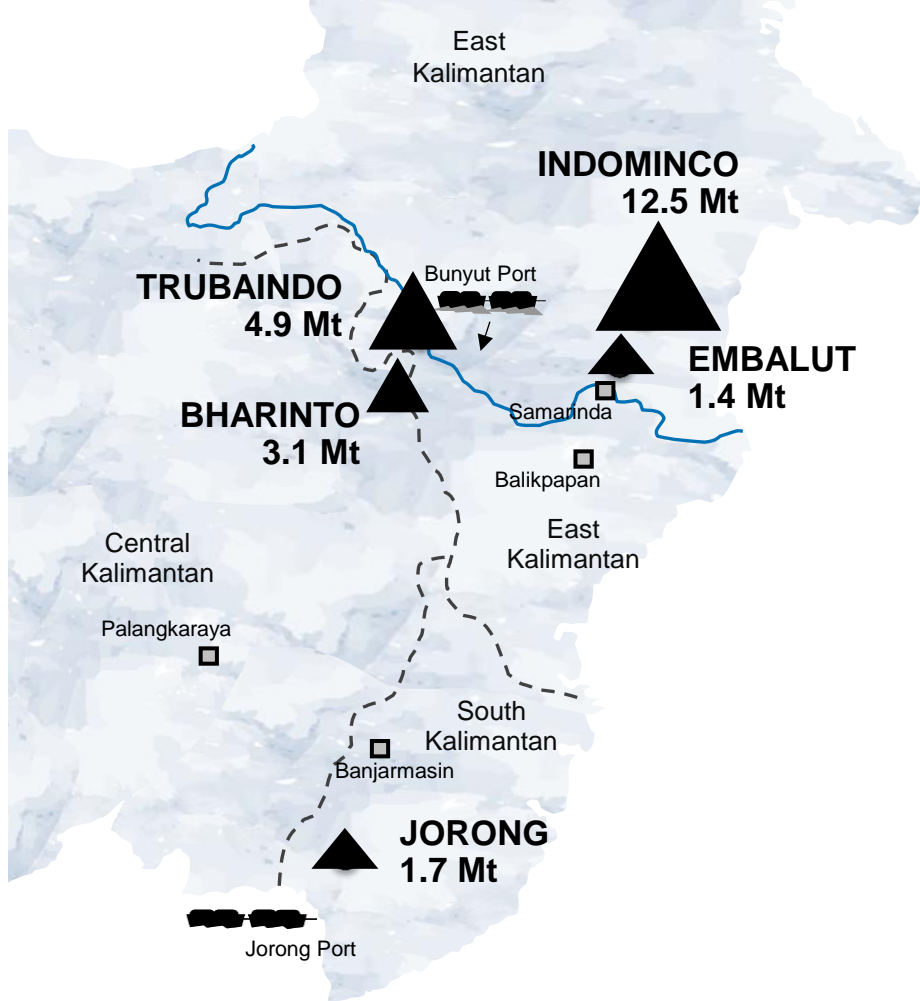 East
Kalimantan
INDOMINCO
12.5 Mt
Bunyut Port
TRUBAINDO
4.9 Mt
EMBALUT
1.4 Mt
BHARINTO
3.1 Mt
Samarinda
Balikpapan
East
Kalimantan
Central
Kalimantan
Palangkaraya
South
Kalimantan
Banjarmasin
JORONG
1.7 Mt
Jorong Port